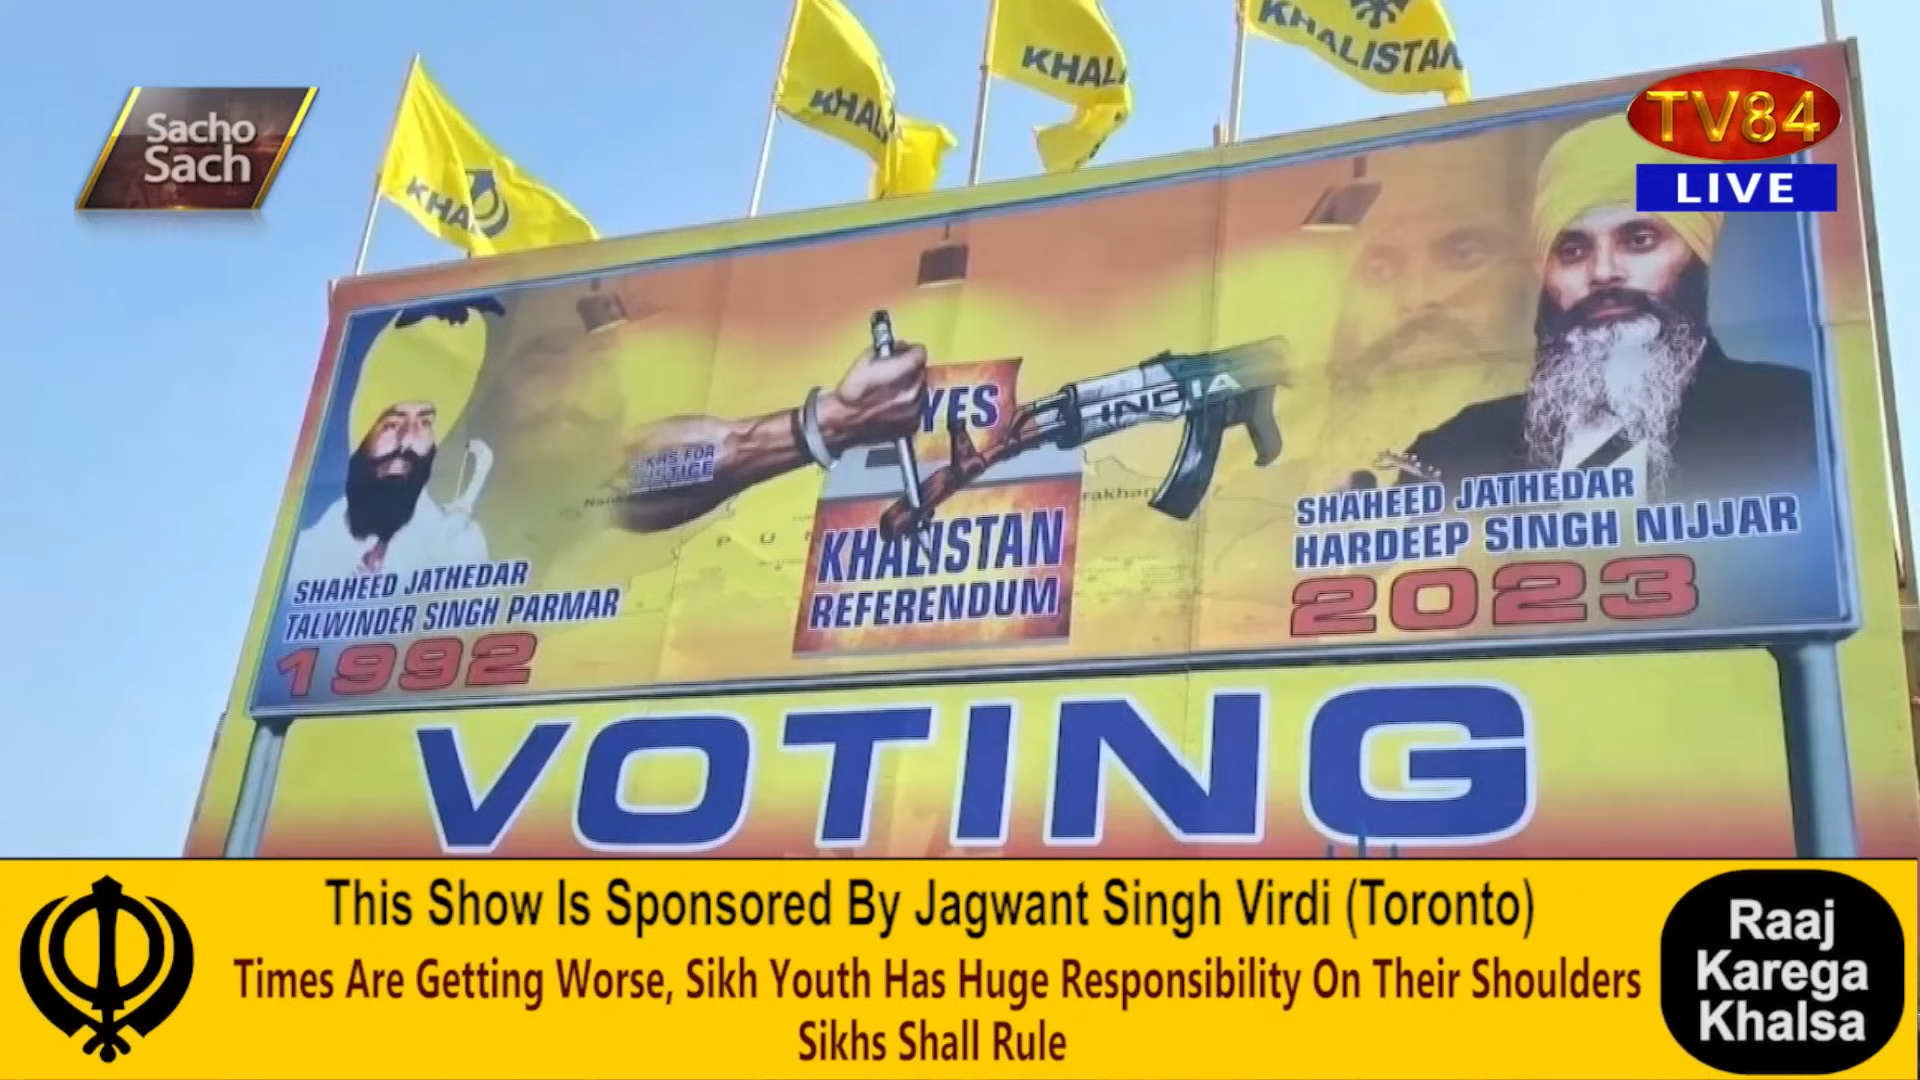 KHALISTAN
KHALI
KHAL
KHA
Sacho
Sach
TV84
LIVE
YES
INDIA
SIKHS FOR
JUSTICE
SHAHEED JATHEDAR
HARDEEP SINGH NIJJAR
2023
KHALISTAN
REFERENDUM
SHAHEED JATHEDAR
TALWINDER SINGH PARMAR
1992
VOTING
This Show Is Sponsored By Jagwant Singh Virdi (Toronto)
Times Are Getting Worse, Sikh Youth Has Huge Responsibility On Their Shoulders
Sikhs Shall Rule
Raaj
Karega
Khalsa